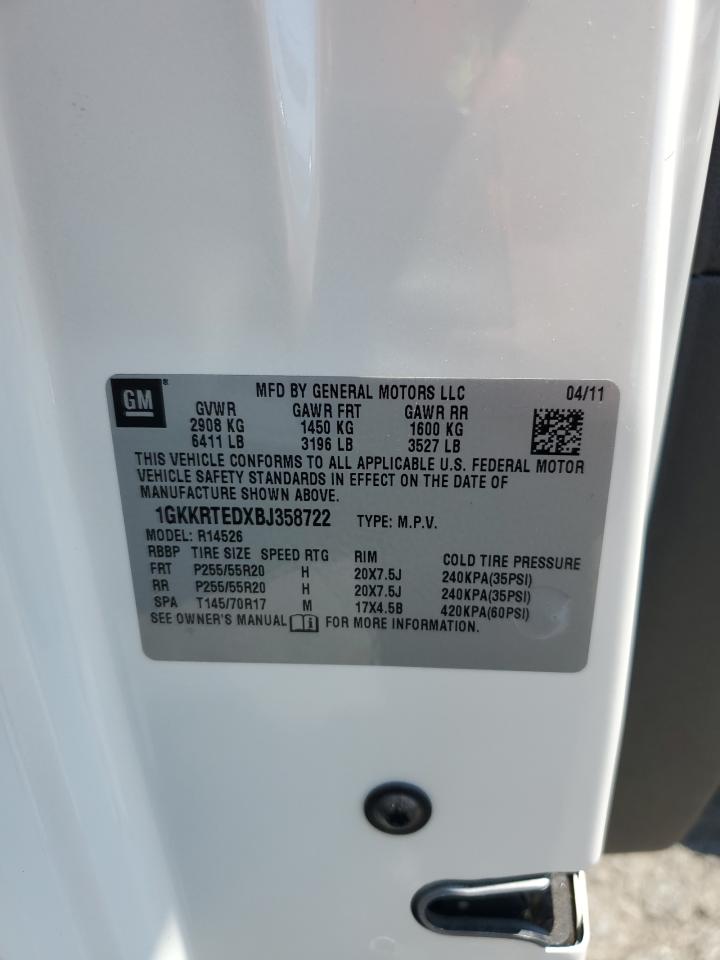 GM ® MFD BY GENERAL MOTORS LLC 04/11
GVWR GAWR FRT GAWR RR
2908 KG 1450 KG 1600 KG
6411 LB 3196 LB 3527 LB
THIS VEHICLE CONFORMS TO ALL APPLICABLE U.S. FEDERAL MOTOR
VEHICLE SAFETY STANDARDS IN EFFECT ON THE DATE OF
MANUFACTURE SHOWN ABOVE.
1GKKRTEDXBJ358722 TYPE: M.P.V.
MODEL: R14526
RBBP TIRE SIZE SPEED RTG RIM COLD TIRE PRESSURE
FRT P255/55R20 H 20X7.5J 240KPA(35PSI)
RR P255/55R20 H 20X7.5J 240KPA(35PSI)
SPA T145/70R17 M 17X4.5B 420KPA(60PSI)
SEE OWNER'S MANUAL i FOR MORE INFORMATION.